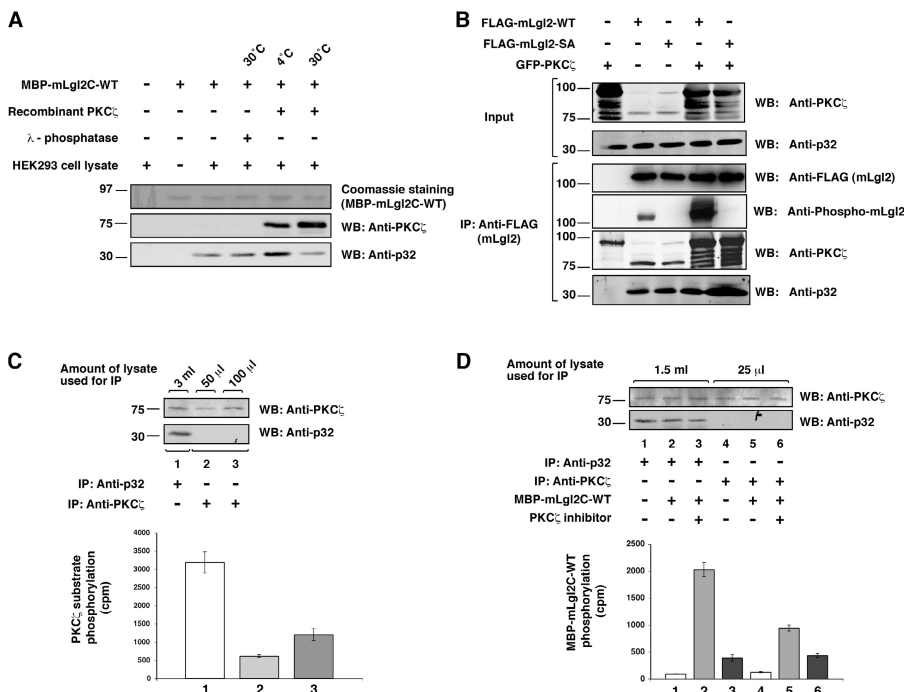 A
30°C 4°C 30°C
MBP-mLgl2C-WT - + + + + +
Recombinant PKCζ - - - - + +
λ - phosphatase - - - + - -
HEK293 cell lysate + - + + + +
97
Coomassie staining
(MBP-mLgl2C-WT)
75
WB: Anti-PKCζ
30
WB: Anti-p32
B
FLAG-mLgl2-WT - + - + -
FLAG-mLgl2-SA - - + - +
GFP-PKCζ + - - + +
Input
100
WB: Anti-PKCζ
75
30
WB: Anti-p32
IP: Anti-FLAG
(mLgl2)
100
WB: Anti-FLAG (mLgl2)
100
WB: Anti-Phospho-mLgl2
100
WB: Anti-PKCζ
75
30
WB: Anti-p32
C
Amount of lysate
used for IP
3 ml 50 µl 100 µl
75
WB: Anti-PKCζ
30
WB: Anti-p32
1 2 3
IP: Anti-p32 + - -
IP: Anti-PKCζ - + +
PKCζ substrate
phosphorylation
(cpm)
4000
3500
3000
2500
2000
1500
1000
500
0
1 2 3
D
Amount of lysate
used for IP
1.5 ml 25 µl
75
WB: Anti-PKCζ
30
WB: Anti-p32
1 2 3 4 5 6
IP: Anti-p32 + + + - - -
IP: Anti-PKCζ - - - + + +
MBP-mLgl2C-WT - + + - + +
PKCζ inhibitor - - + - - +
MBP-mLgl2C-WT
phosphorylation
(cpm)
2500
2000
1500
1000
500
0
1 2 3 4 5 6